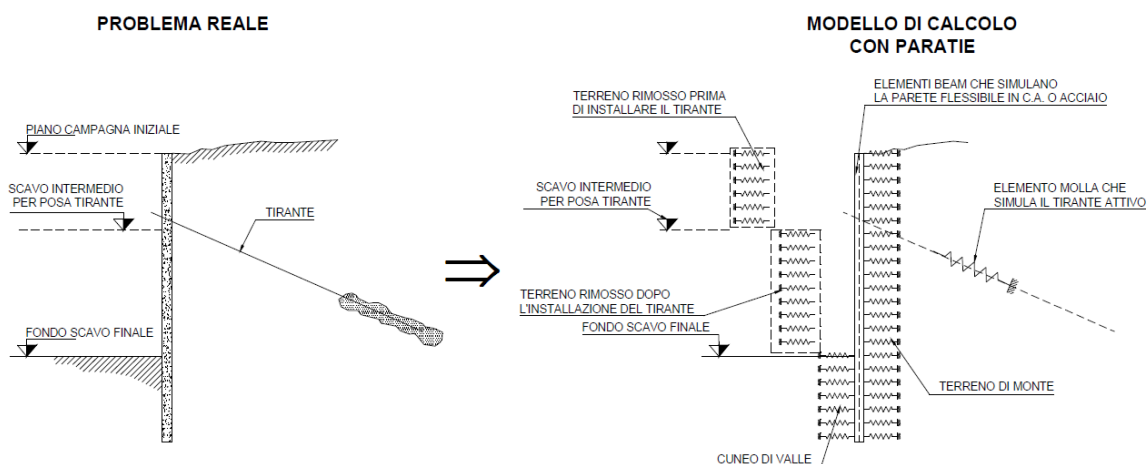 PROBLEMA REALE
PIANO CAMPAGNA INIZIALE
SCAVO INTERMEDIO
PER POSA TIRANTE
TIRANTE
FONDO SCAVO FINALE
MODELLO DI CALCOLO
CON PARATIE
TERRENO RIMOSSO PRIMA
DI INSTALLARE IL TIRANTE
ELEMENTI BEAM CHE SIMULANO
LA PARETE FLESSIBILE IN C.A. O ACCIAIO
SCAVO INTERMEDIO
PER POSA TIRANTE
ELEMENTO MOLLA CHE
SIMULA IL TIRANTE ATTIVO
TERRENO RIMOSSO DOPO
L'INSTALLAZIONE DEL TIRANTE
FONDO SCAVO FINALE
TERRENO DI MONTE
CUNEO DI VALLE